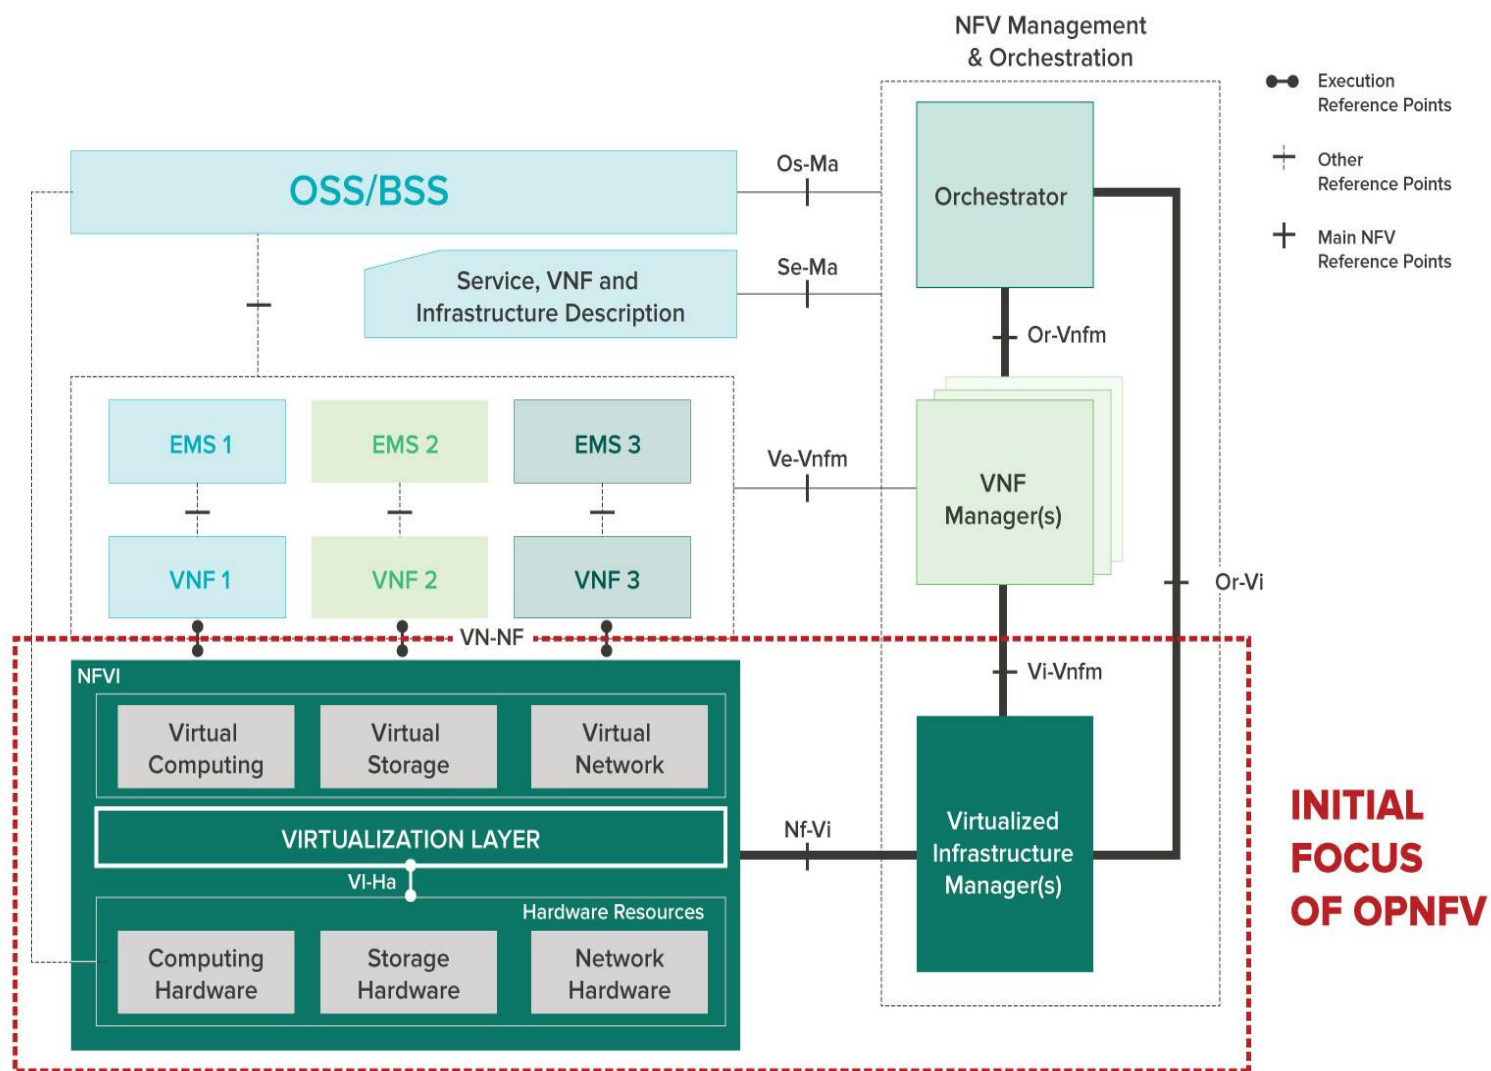 NFV Management
& Orchestration
Execution
Reference Points
Other
Reference Points
Main NFV
Reference Points
OSS/BSS
Os-Ma
Orchestrator
Service, VNF and
Infrastructure Description
Se-Ma
Or-Vnfm
EMS 1
EMS 2
EMS 3
Ve-Vnfm
VNF
Manager(s)
VNF 1
VNF 2
VNF 3
Or-Vi
VN-NF
NFVI
Vi-Vnfm
Virtual
Computing
Virtual
Storage
Virtual
Network
VIRTUALIZATION LAYER
Nf-Vi
Virtualized
Infrastructure
Manager(s)
VI-Ha
Hardware Resources
Computing
Hardware
Storage
Hardware
Network
Hardware
INITIAL
FOCUS
OF OPNFV